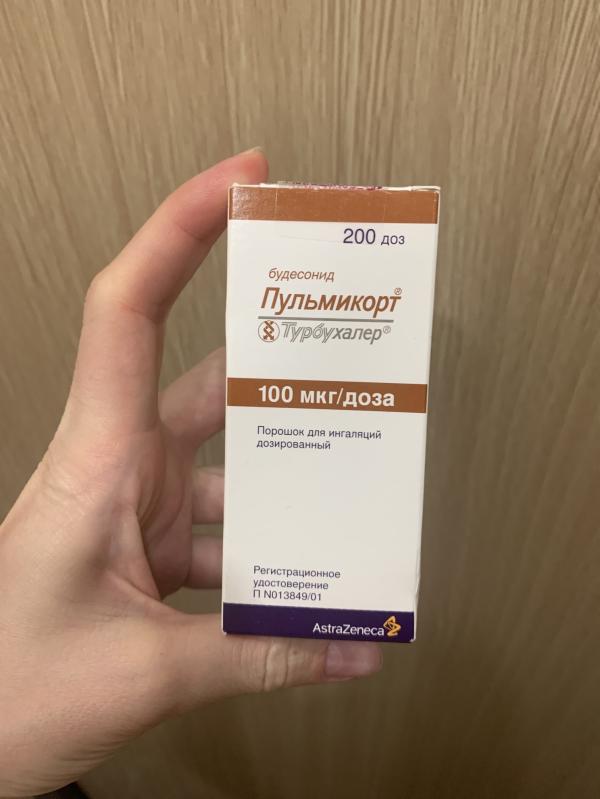 200 доз
будесонид
Пульмикорт®
Турбухалер®
100 мкг/доза
Порошок для ингаляций
дозированный
Регистрационное
удостоверение
П N013849/01
AstraZeneca